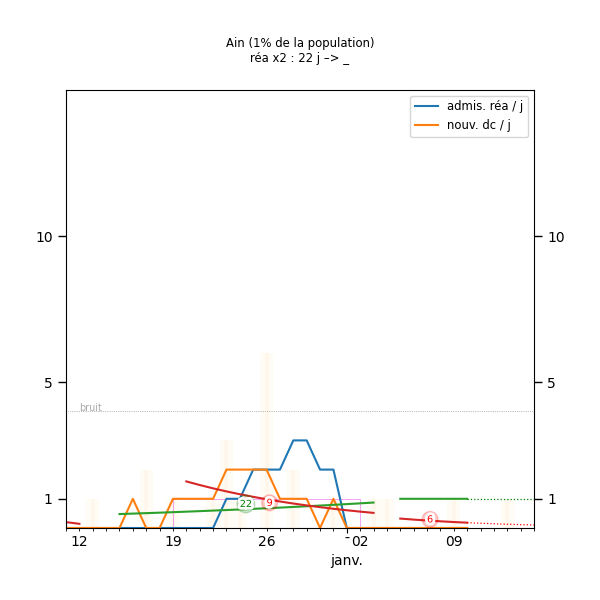 Ain (1% de la population)
réa x2 : 22 j –> _
admis. réa / j
nouv. dc / j
10
10
5
5
bruit
1
1
22
9
6
12
19
26
02
09
janv.